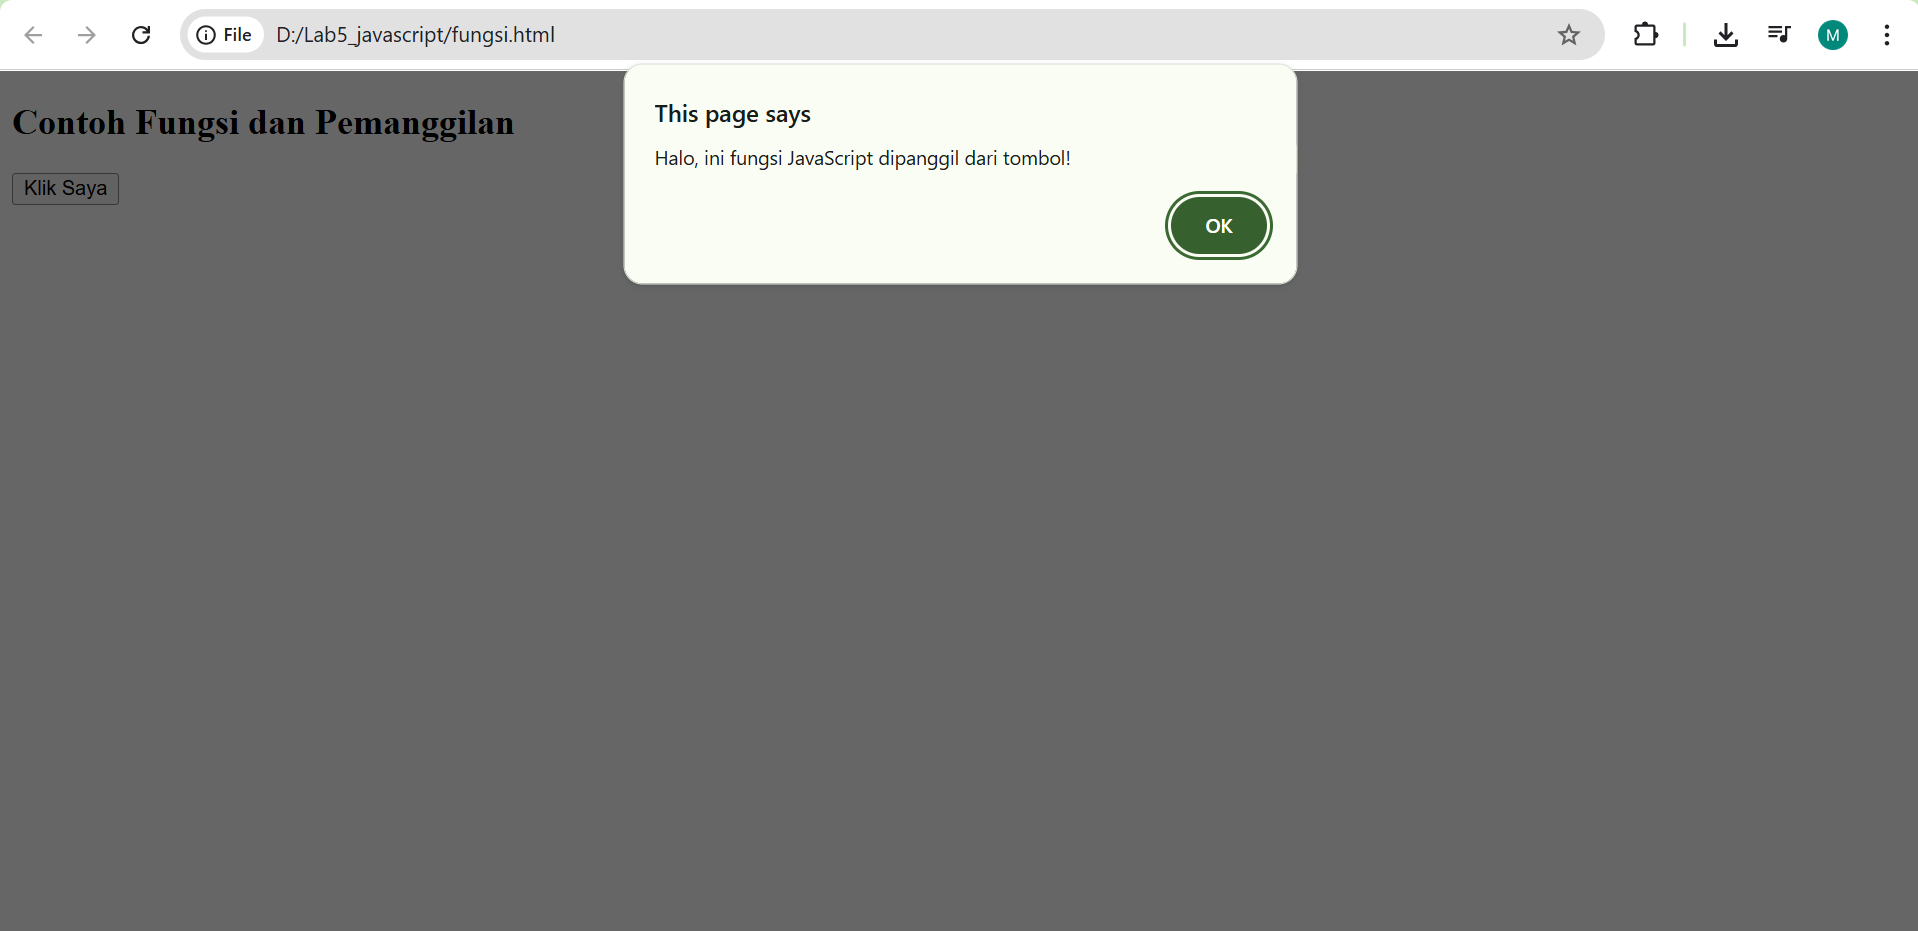 File D:/Lab5_javascript/fungsi.html
M
This page says
Halo, ini fungsi JavaScript dipanggil dari tombol!
OK
Contoh Fungsi dan Pemanggilan
Klik Saya